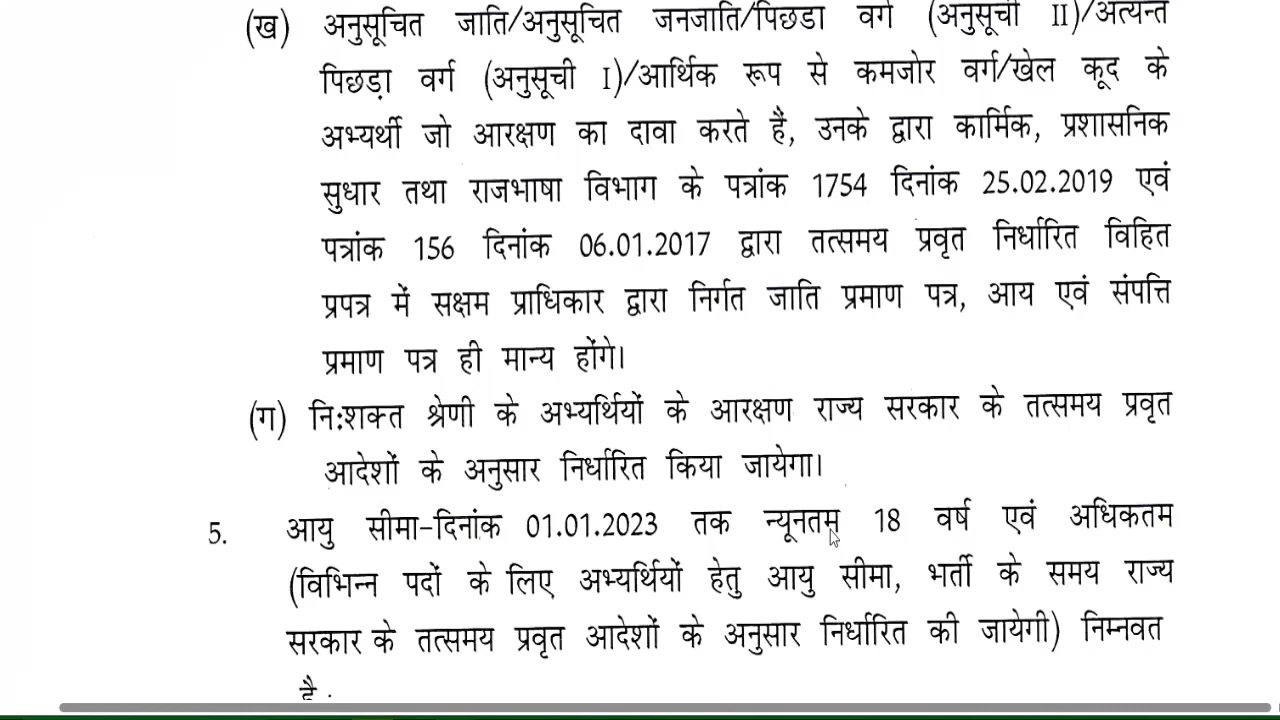 (ख) अनुसूचित जाति/अनुसूचित जनजाति/पिछडा वर्ग (अनुसूची II)/अत्यन्त
पिछड़ा वर्ग (अनुसूची I)/आर्थिक रूप से कमजोर वर्ग/खेल कूद के
अभ्यर्थी जो आरक्षण का दावा करते हैं, उनके द्वारा कार्मिक, प्रशासनिक
सुधार तथा राजभाषा विभाग के पत्रांक 1754 दिनांक 25.02.2019 एवं
पत्रांक 156 दिनांक 06.01.2017 द्वारा तत्समय प्रवृत निर्धारित विहित
प्रपत्र में सक्षम प्राधिकार द्वारा निर्गत जाति प्रमाण पत्र, आय एवं संपत्ति
प्रमाण पत्र ही मान्य होंगे।
(ग) निःशक्त श्रेणी के अभ्यर्थियों के आरक्षण राज्य सरकार के तत्समय प्रवृत
आदेशों के अनुसार निर्धारित किया जायेगा।
5. आयु सीमा-दिनांक 01.01.2023 तक न्यूनतम 18 वर्ष एवं अधिकतम
(विभिन्न पदों के लिए अभ्यर्थियों हेतु आयु सीमा, भर्ती के समय राज्य
सरकार के तत्समय प्रवृत आदेशों के अनुसार निर्धारित की जायेगी) निम्नवत
है: